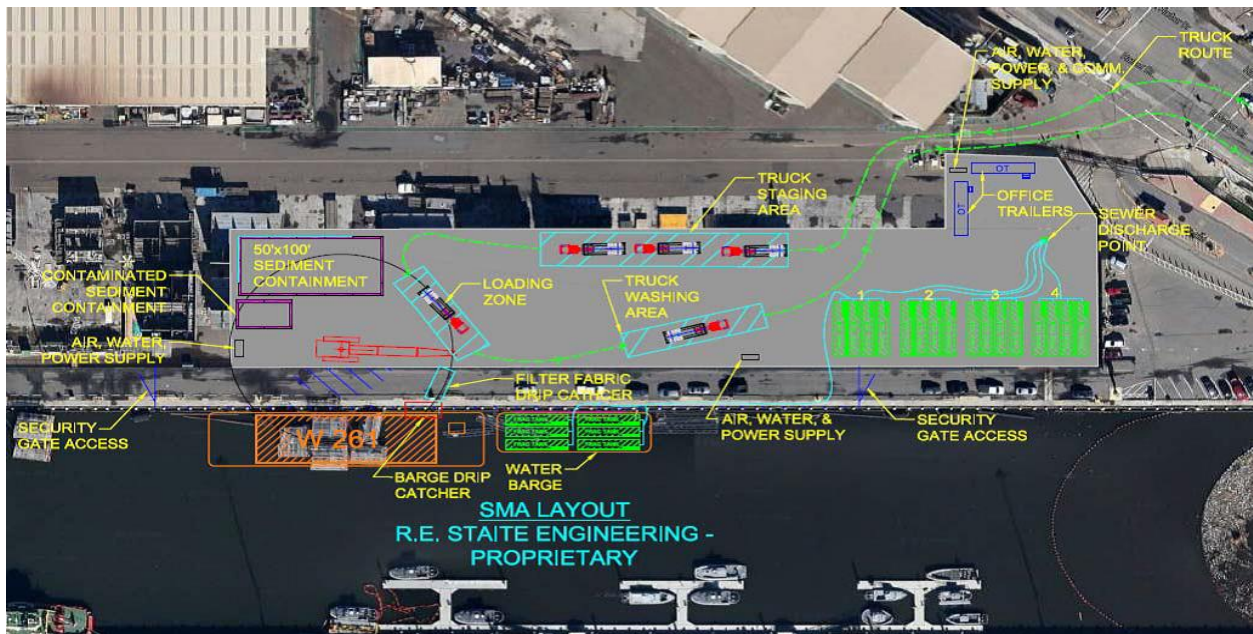 TRUCK
ROUTE
AIR, WATER,
POWER, & COMM.
SUPPLY
TRUCK
STAGING
AREA
OT
OT
OFFICE
TRAILERS
SEWER
DISCHARGE
POINT
50'x100'
SEDIMENT
CONTAINMENT
CONTAMINATED
SEDIMENT
CONTAINMENT
LOADING
ZONE
TRUCK
WASHING
AREA
1
2
3
4
AIR, WATER,
POWER SUPPLY
FILTER FABRIC
DRIP CATHCER
SECURITY
GATE ACCESS
AIR, WATER, &
POWER SUPPLY
SECURITY
GATE ACCESS
W 261
BARGE DRIP
CATCHER
WATER
BARGE
SMA LAYOUT
R.E. STAITE ENGINEERING -
PROPRIETARY